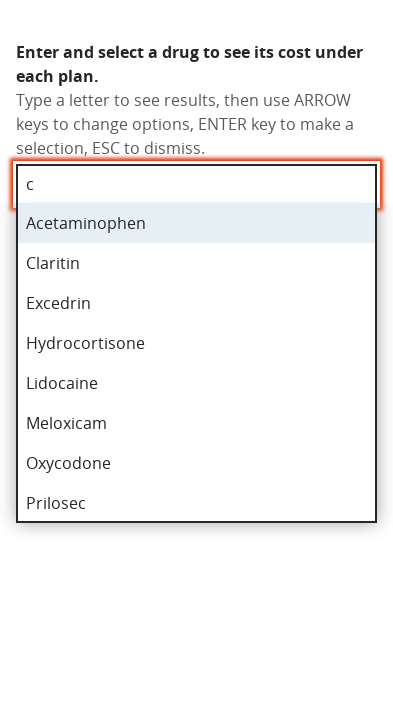 Enter and select a drug to see its cost under
each plan.
Type a letter to see results, then use ARROW
keys to change options, ENTER key to make a
selection, ESC to dismiss.
c
Acetaminophen
Claritin
Excedrin
Hydrocortisone
Lidocaine
Meloxicam
Oxycodone
Prilosec